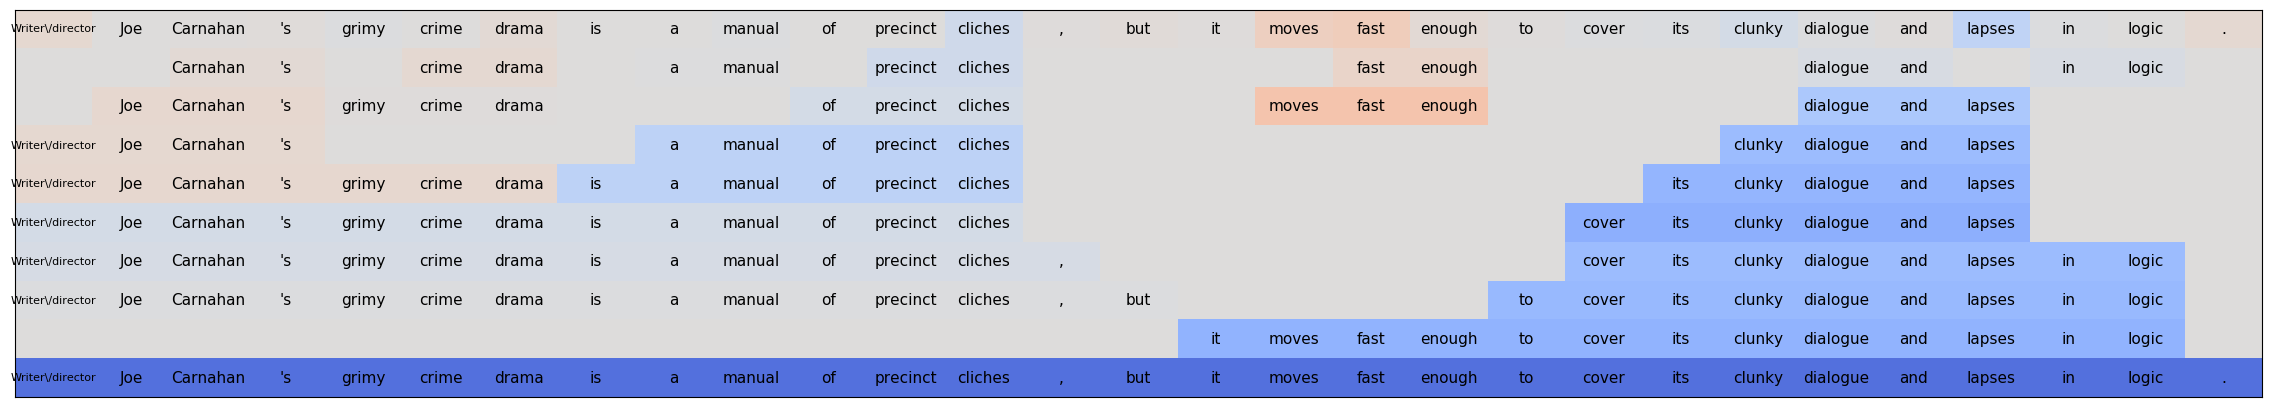 Writer\/director Joe Carnahan 's grimy crime drama is a manual of precinct cliches , but it moves fast enough to cover its clunky dialogue and lapses in logic .
Carnahan 's crime drama a manual precinct cliches fast enough dialogue and in logic
Joe Carnahan 's grimy crime drama of precinct cliches moves fast enough dialogue and lapses
Writer\/director Joe Carnahan 's a manual of precinct cliches clunky dialogue and lapses
Writer\/director Joe Carnahan 's grimy crime drama is a manual of precinct cliches its clunky dialogue and lapses
Writer\/director Joe Carnahan 's grimy crime drama is a manual of precinct cliches cover its clunky dialogue and lapses
Writer\/director Joe Carnahan 's grimy crime drama is a manual of precinct cliches , cover its clunky dialogue and lapses in logic
Writer\/director Joe Carnahan 's grimy crime drama is a manual of precinct cliches , but to cover its clunky dialogue and lapses in logic
it moves fast enough to cover its clunky dialogue and lapses in logic
Writer\/director Joe Carnahan 's grimy crime drama is a manual of precinct cliches , but it moves fast enough to cover its clunky dialogue and lapses in logic .